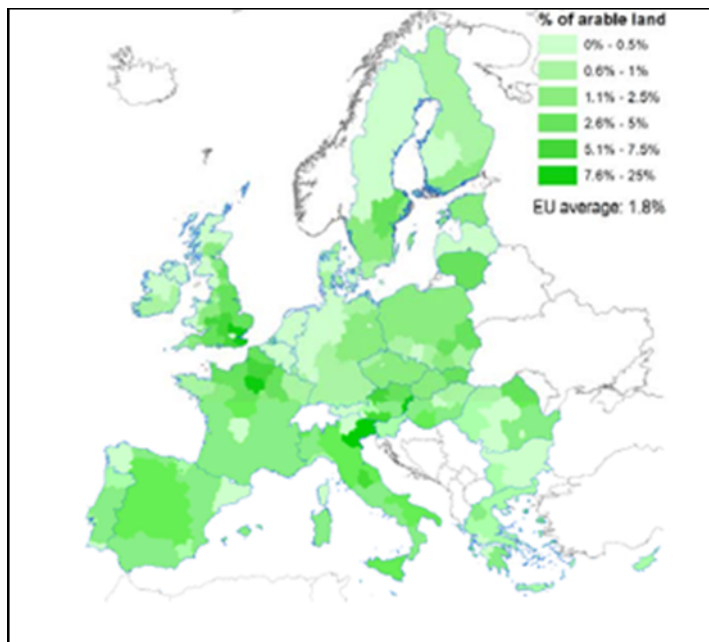 % of arable land
0% - 0.5%
0.6% - 1%
1.1% - 2.5%
2.6% - 5%
5.1% - 7.5%
7.6% - 25%
EU average: 1.8%